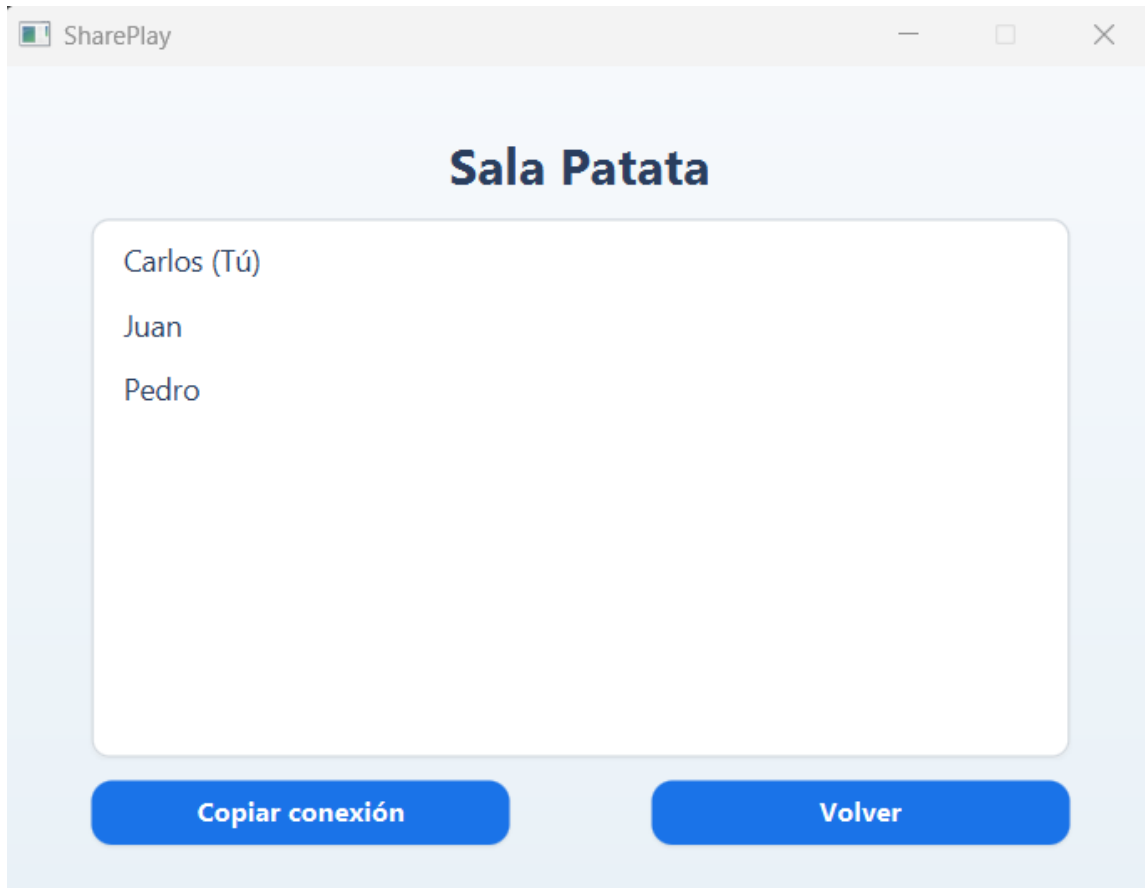 SharePlay
Sala Patata
Carlos (Tú)
Juan
Pedro
Copiar conexión
Volver